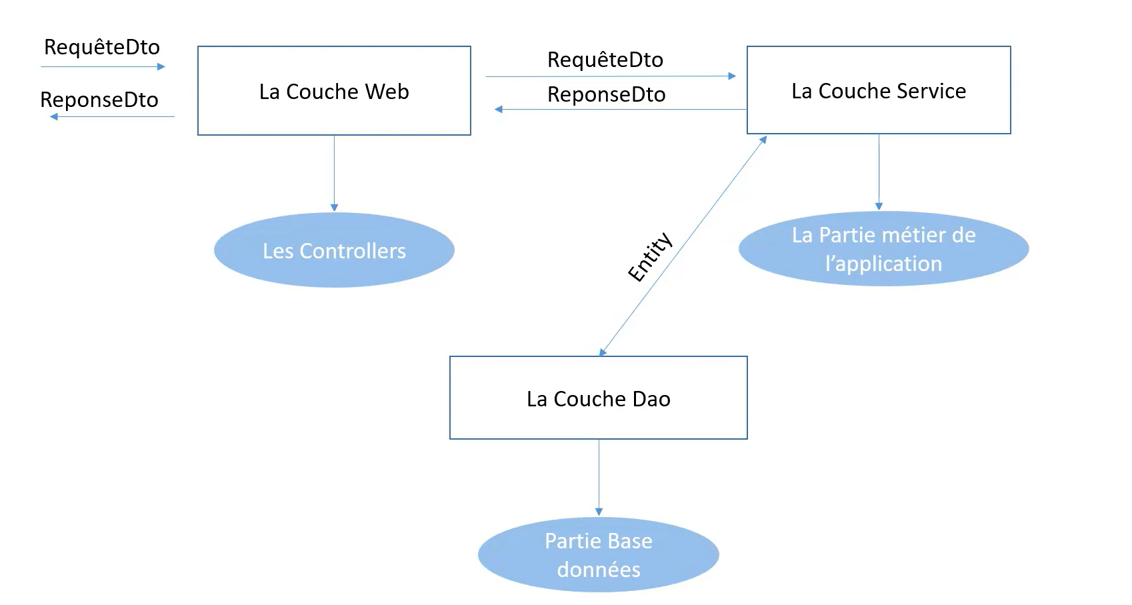 RequêteDto
ReponseDto
La Couche Web
RequêteDto
ReponseDto
La Couche Service
Les Controllers
Entity
La Partie métier de
l’application
La Couche Dao
Partie Base
données